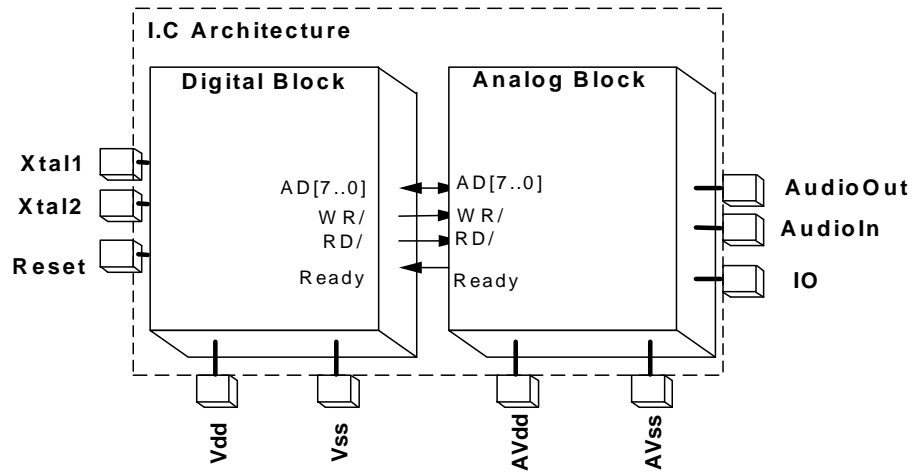 I.C Architecture
Digital Block
Analog Block
Xtal1
Xtal2
Reset
AD[7..0]
WR/
RD/
Ready
AD[7..0]
WR/
RD/
Ready
AudioOut
AudioIn
IO
Vdd
Vss
AVdd
AVss